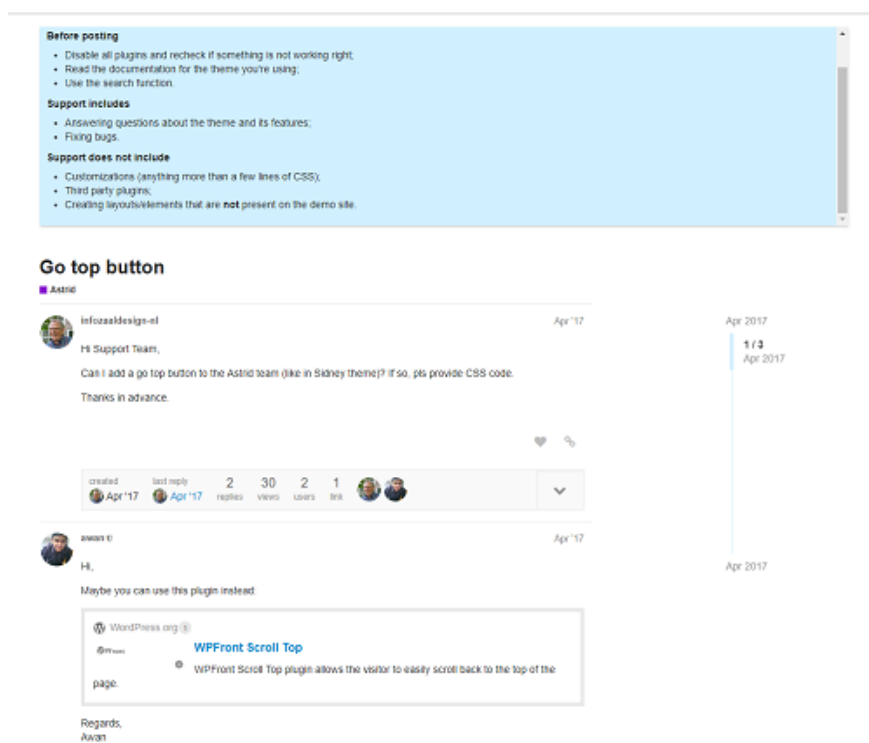 Before posting
• Disable all plugins and recheck if something is not working right;
• Read the documentation for the theme you're using;
• Use the search function.
Support includes
• Answering questions about the theme and its features;
• Fixing bugs.
Support does not include
• Customizations (anything more than a few lines of CSS);
• Third party plugins;
• Creating layouts/elements that are not present on the demo site.
Go top button
Astrid
infozaaldesign-nl Apr '17
Hi Support Team,
Can I add a go top button to the Astrid team (like in Sidney theme)? If so, pls provide CSS code.
Thanks in advance.
created last reply 2 30 2 1
Apr '17 Apr '17 replies views users link
Apr 2017
1 / 3
Apr 2017
Apr 2017
awan Apr '17
Hi,
Maybe you can use this plugin instead:
WordPress.org
WPFront Scroll Top
WPFront Scroll Top plugin allows the visitor to easily scroll back to the top of the
page.
Regards,
Awan